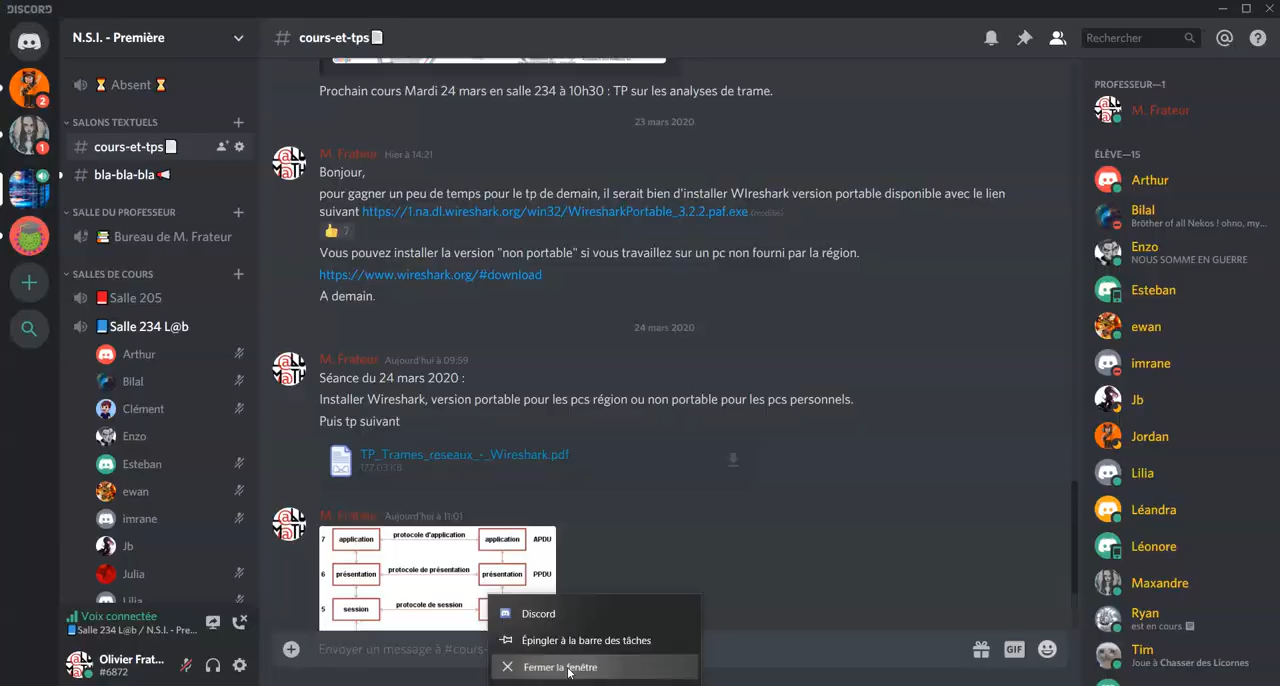 DISCORD
N.S.I. - Première
2
1
⏳ Absent ⏳
SALONS TEXTUELS
# cours-et-tps📄
# bla-bla-bla📢
SALLE DU PROFESSEUR
Bureau de M. Frateur
SALLES DE COURS
📕Salle 205
📘Salle 234 L@b
Arthur
Bilal
Clément
Enzo
Esteban
ewan
imrane
Jb
Julia
Lilia
Voix connectée
📘Salle 234 L@b / N.S.I. - Pre...
Olivier Frat...
#6872
# cours-et-tps📄
Rechercher
Prochain cours Mardi 24 mars en salle 234 à 10h30 : TP sur les analyses de trame.
23 mars 2020
M. Frateur Hier à 14:21
Bonjour,
pour gagner un peu de temps pour le tp de demain, il serait bien d'installer WIreshark version portable disponible avec le lien
suivant https://1.na.dl.wireshark.org/win32/WiresharkPortable_3.2.2.paf.exe (modifié)
👍 7
Vous pouvez installer la version "non portable" si vous travaillez sur un pc non fourni par la région.
https://www.wireshark.org/#download
A demain.
24 mars 2020
M. Frateur Aujourd'hui à 09:59
Séance du 24 mars 2020 :
Installer Wireshark, version portable pour les pcs région ou non portable pour les pcs personnels.
Puis tp suivant
TP_Trames_reseaux_-_Wireshark.pdf
177.03 KB
M. Frateur Aujourd'hui à 11:01
7 application protocole d'application application APDU
6 présentation protocole de présentation présentation PPDU
5 session protocole de session
Envoyer un message à #cours-
GIF
Discord
Épingler à la barre des tâches
Fermer la fenêtre
PROFESSEUR—1
M. Frateur
ÉLÈVE—15
Arthur
Bilal
Bröther of all Nekos ! ohno, my...
Enzo
NOUS SOMME EN GUERRE
Esteban
ewan
imrane
Jb
Jordan
Lilia
Léandra
Léonore
Maxandre
Ryan
est en cours
Tim
Joue à Chasser des Licornes